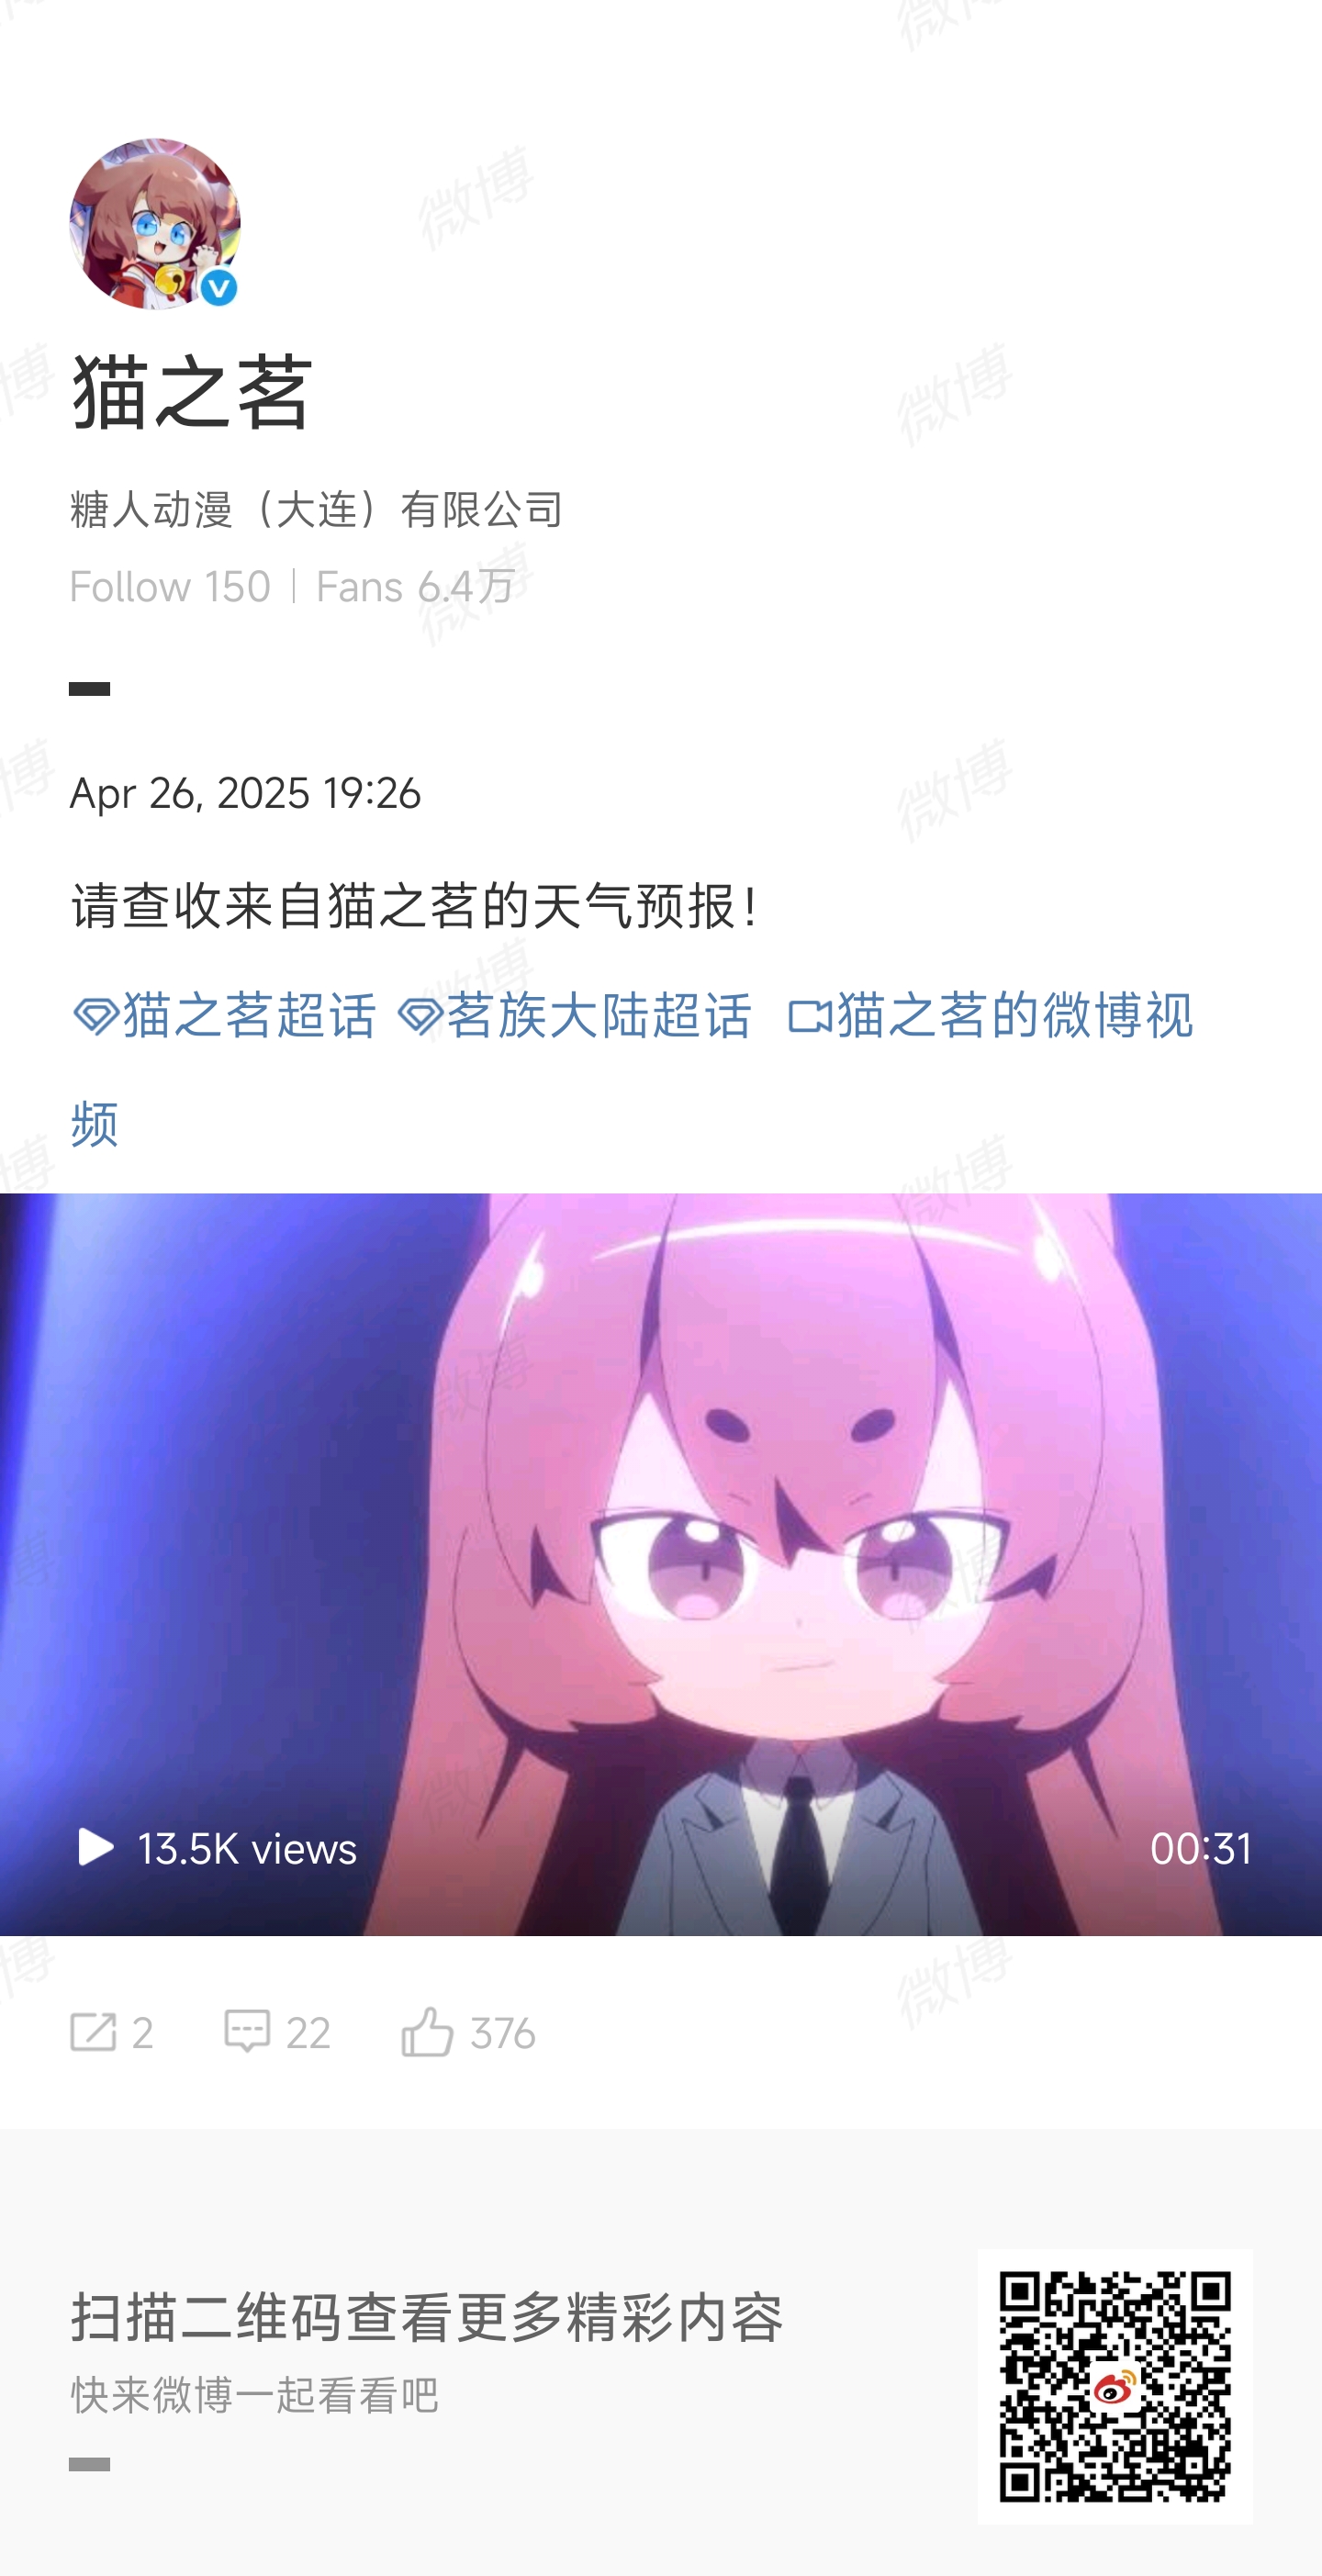 猫之茗
糖人动漫（大连）有限公司
Follow 150 | Fans 6.4万
Apr 26, 2025 19:26
请查收来自猫之茗的天气预报！
猫之茗超话 茗族大陆超话 猫之茗的微博视
频
13.5K views
00:31
2 22 376
扫描二维码查看更多精彩内容
快来微博一起看看吧
微博